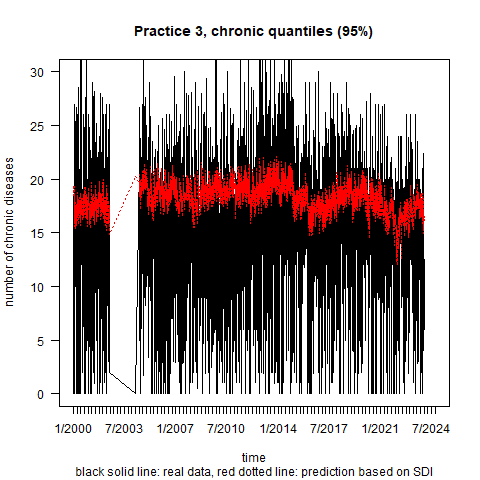 Practice 3, chronic quantiles (95%)
number of chronic diseases
30
25
20
15
10
5
0
1/2000 7/2003 1/2007 7/2010 1/2014 7/2017 1/2021 7/2024
time
black solid line: real data, red dotted line: prediction based on SDI